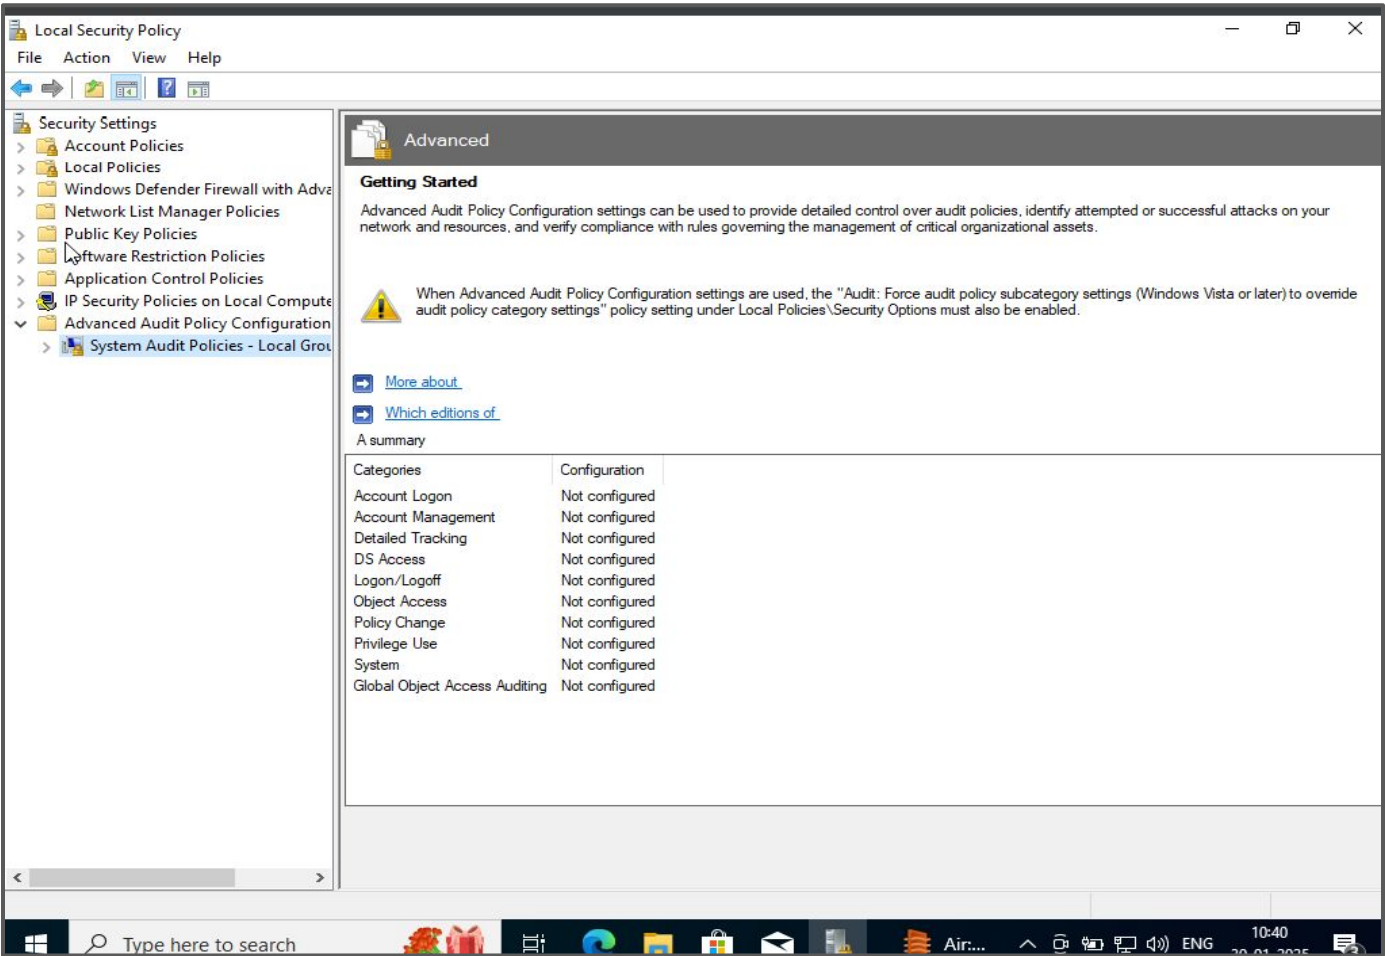 Local Security Policy
File Action View Help
Security Settings
Account Policies
Local Policies
Windows Defender Firewall with Adva
Network List Manager Policies
Public Key Policies
ftware Restriction Policies
Application Control Policies
IP Security Policies on Local Compute
Advanced Audit Policy Configuration
System Audit Policies - Local Grou
Advanced
Getting Started
Advanced Audit Policy Configuration settings can be used to provide detailed control over audit policies, identify attempted or successful attacks on your
network and resources, and verify compliance with rules governing the management of critical organizational assets.
When Advanced Audit Policy Configuration settings are used, the "Audit: Force audit policy subcategory settings (Windows Vista or later) to override
audit policy category settings" policy setting under Local Policies\Security Options must also be enabled.
More about
Which editions of
A summary
Categories Configuration
Account Logon Not configured
Account Management Not configured
Detailed Tracking Not configured
DS Access Not configured
Logon/Logoff Not configured
Object Access Not configured
Policy Change Not configured
Privilege Use Not configured
System Not configured
Global Object Access Auditing Not configured
Type here to search
Air:...
ENG
10:40